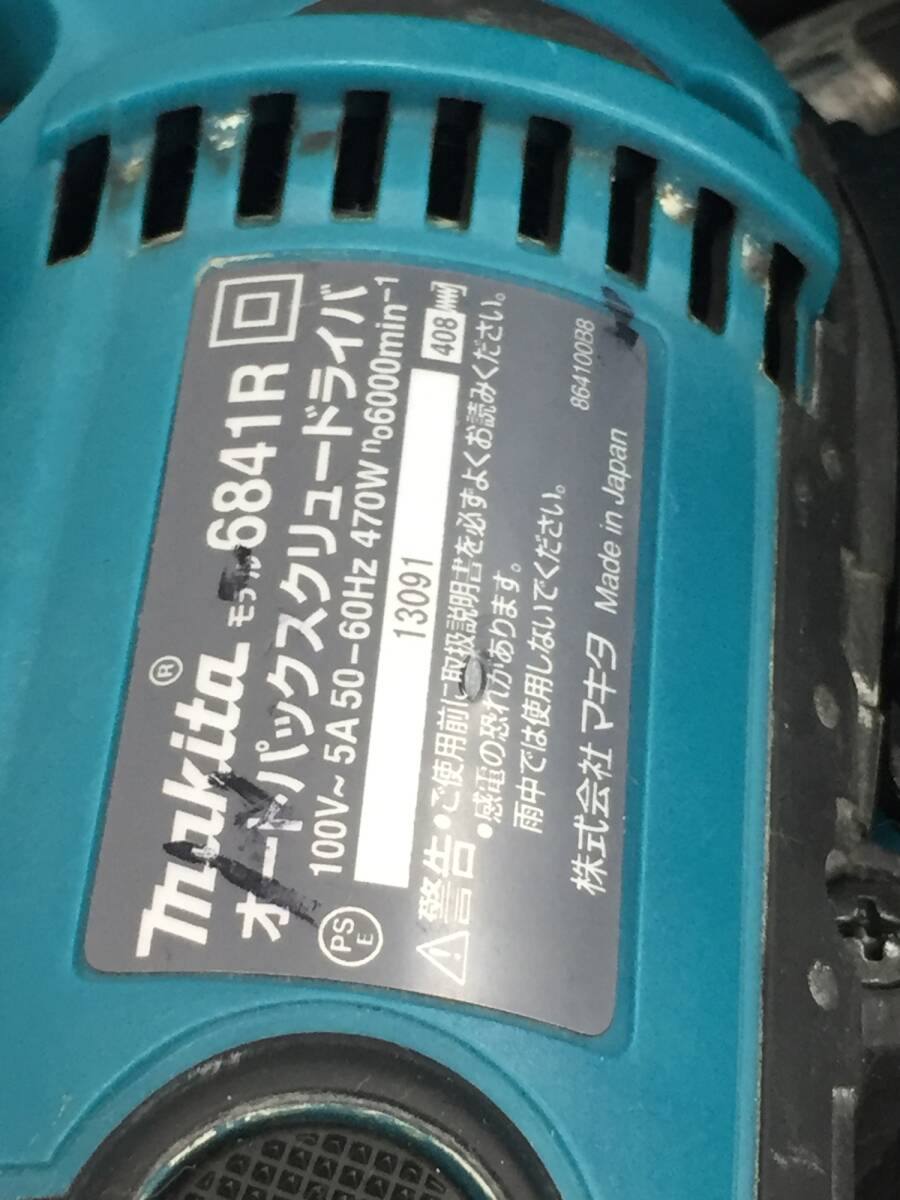 makita® モデル 6841R
オートパックスクリュードライバ
100V~ 5A 50-60Hz 470W n₀6000min⁻¹
PS
E
13091
408
警告
•ご使用前に取扱説明書を必ずよくお読みください。
•感電の恐れがあります。
雨中では使用しないでください。
864100B8
株式会社 マキタ Made in Japan